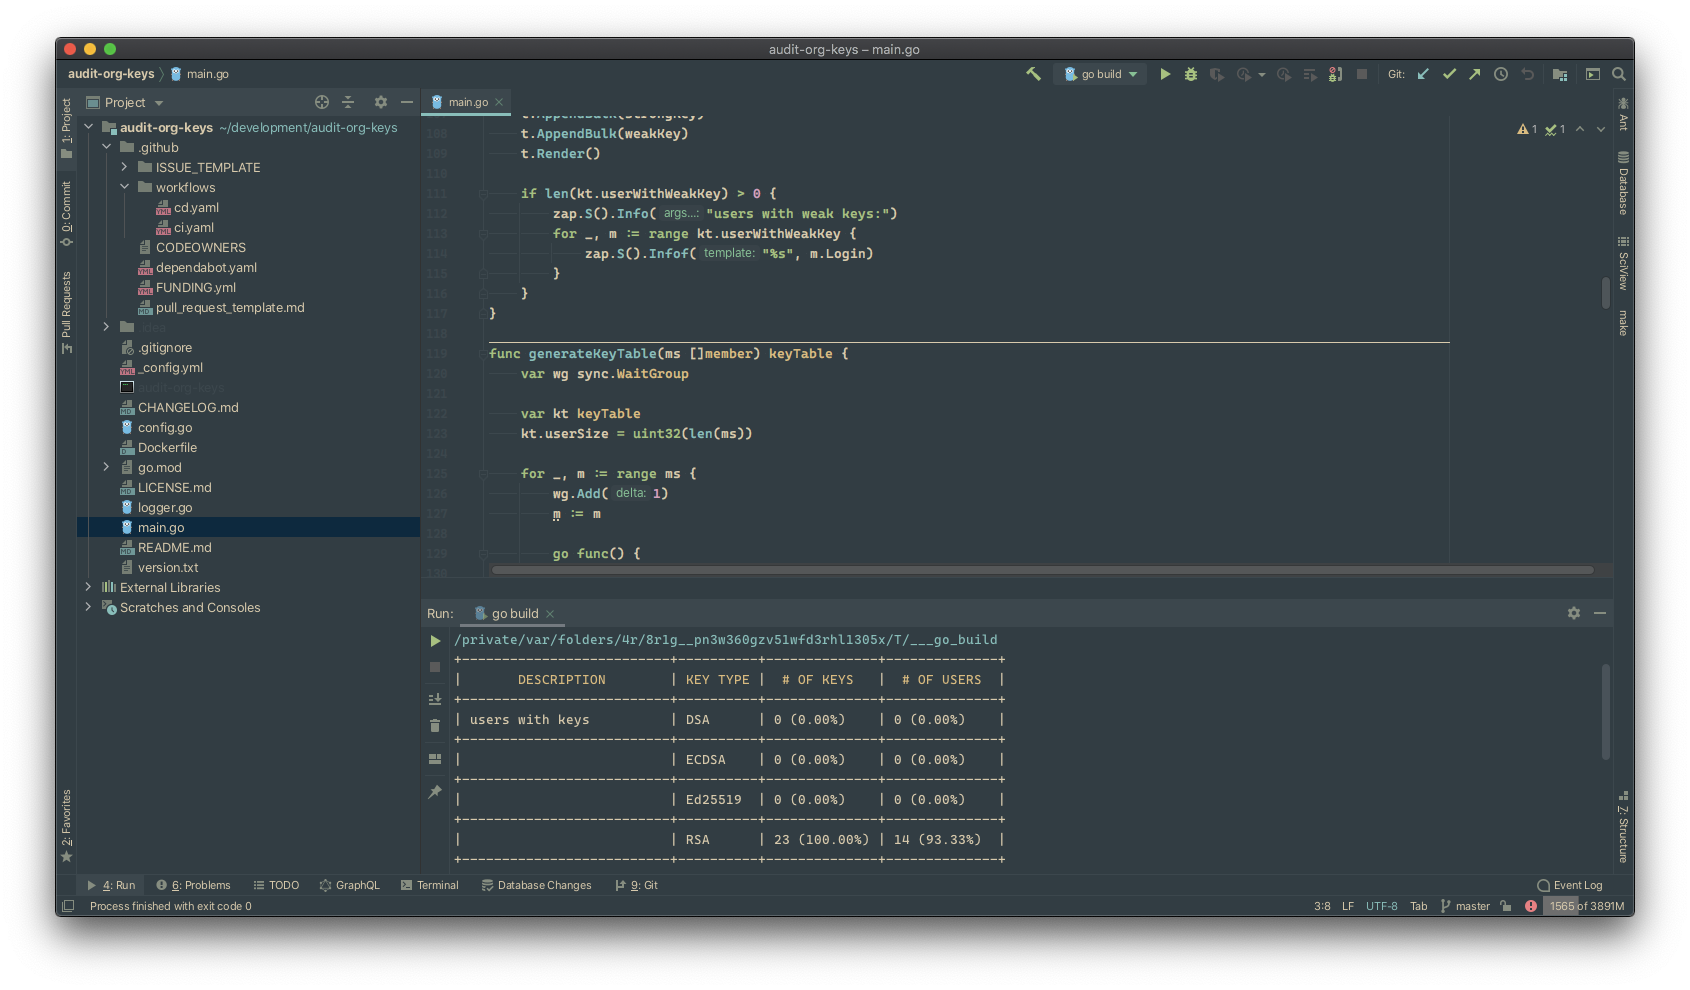 audit-org-keys – main.go
audit-org-keys 〉 main.go
go build
Git:
1: Project
0: Commit
Pull Requests
2: Favorites
Project
audit-org-keys ~/development/audit-org-keys
.github
ISSUE_TEMPLATE
workflows
cd.yaml
ci.yaml
CODEOWNERS
dependabot.yaml
FUNDING.yml
pull_request_template.md
.idea
.gitignore
_config.yml
audit-org-keys
CHANGELOG.md
config.go
Dockerfile
go.mod
LICENSE.md
logger.go
main.go
README.md
version.txt
External Libraries
Scratches and Consoles
main.go
1 1
t.AppendBulk(strongKey)
108 t.AppendBulk(weakKey)
109 t.Render()
110
111 if len(kt.userWithWeakKey) > 0 {
112 zap.S().Info( args...: "users with weak keys:")
113 for _, m := range kt.userWithWeakKey {
114 zap.S().Infof( template: "%s", m.Login)
115 }
116 }
117 }
118
119 func generateKeyTable(ms []member) keyTable {
120 var wg sync.WaitGroup
121
122 var kt keyTable
123 kt.userSize = uint32(len(ms))
124
125 for _, m := range ms {
126 wg.Add( delta: 1)
127 m := m
128
129 go func() {
130
Ant
Database
SciView
make
7: Structure
Run: go build
/private/var/folders/4r/8r1g__pn3w360gzv51wfd3rhl1305x/T/___go_build
+--------------------------+----------+--------------+--------------+
| DESCRIPTION | KEY TYPE | # OF KEYS | # OF USERS |
+--------------------------+----------+--------------+--------------+
| users with keys | DSA | 0 (0.00%) | 0 (0.00%) |
+--------------------------+----------+--------------+--------------+
| | ECDSA | 0 (0.00%) | 0 (0.00%) |
+--------------------------+----------+--------------+--------------+
| | Ed25519 | 0 (0.00%) | 0 (0.00%) |
+--------------------------+----------+--------------+--------------+
| | RSA | 23 (100.00%) | 14 (93.33%) |
+--------------------------+----------+--------------+--------------+
4: Run 6: Problems TODO GraphQL Terminal Database Changes 9: Git Event Log
Process finished with exit code 0 3:8 LF UTF-8 Tab master 1565 of 3891M